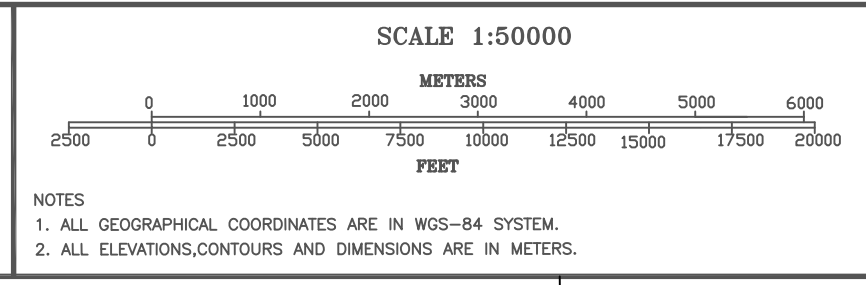 SCALE 1:50000
METERS
0 1000 2000 3000 4000 5000 6000
2500 0 2500 5000 7500 10000 12500 15000 17500 20000
FEET
NOTES
1. ALL GEOGRAPHICAL COORDINATES ARE IN WGS-84 SYSTEM.
2. ALL ELEVATIONS,CONTOURS AND DIMENSIONS ARE IN METERS.